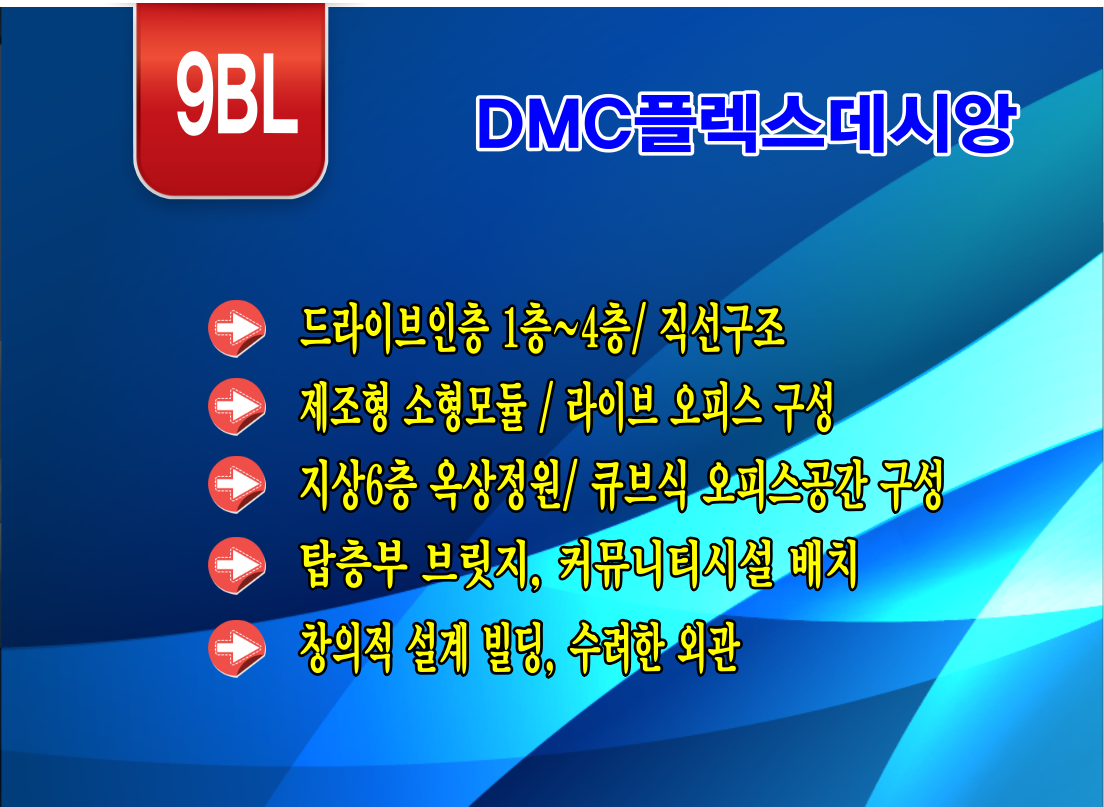 9BL
DMC플렉스데시앙
드라이브인층 1층~4층/ 직선구조
제조형 소형모듈 / 라이브 오피스 구성
지상6층 옥상정원/ 큐브식 오피스공간 구성
탑층부 브릿지, 커뮤니티시설 배치
창의적 설계 빌딩, 수려한 외관